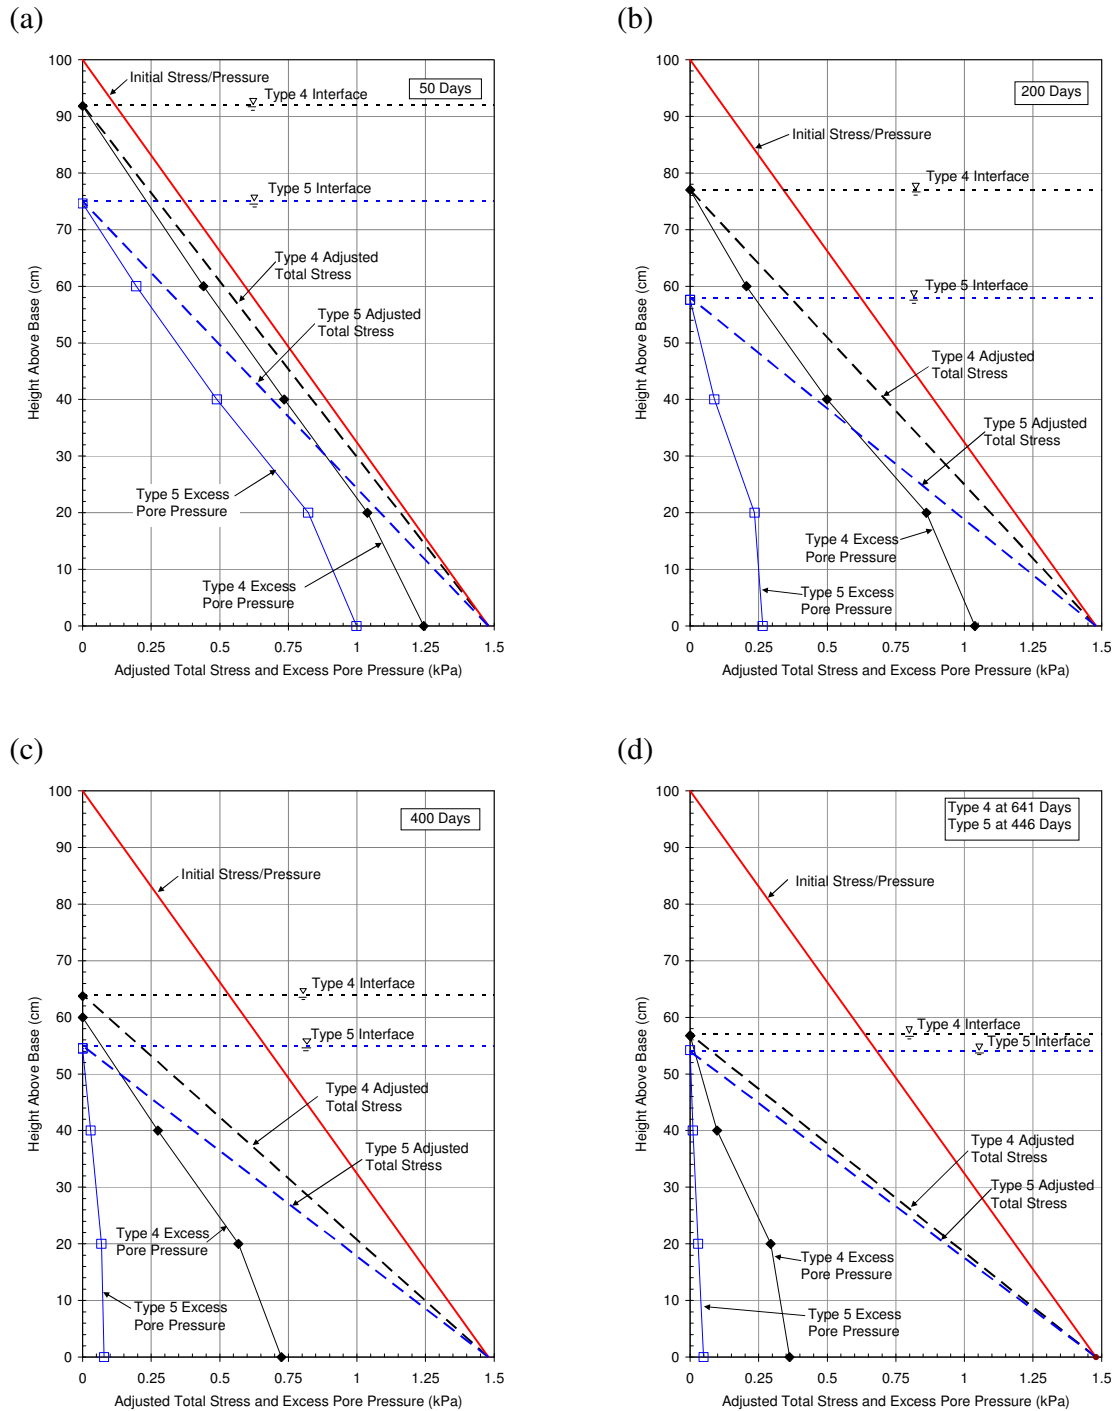 (a)
50 Days
Initial Stress/Pressure
Type 4 Interface
Type 5 Interface
Type 4 Adjusted
Total Stress
Type 5 Adjusted
Total Stress
Type 5 Excess
Pore Pressure
Type 4 Excess
Pore Pressure
Height Above Base (cm)
100
90
80
70
60
50
40
30
20
10
0
0 0.25 0.5 0.75 1 1.25 1.5
Adjusted Total Stress and Excess Pore Pressure (kPa)
(b)
200 Days
Initial Stress/Pressure
Type 4 Interface
Type 5 Interface
Type 4 Adjusted
Total Stress
Type 5 Adjusted
Total Stress
Type 4 Excess
Pore Pressure
Type 5 Excess
Pore Pressure
Height Above Base (cm)
100
90
80
70
60
50
40
30
20
10
0
0 0.25 0.5 0.75 1 1.25 1.5
Adjusted Total Stress and Excess Pore Pressure (kPa)
(c)
400 Days
Initial Stress/Pressure
Type 4 Interface
Type 5 Interface
Type 4 Adjusted
Total Stress
Type 5 Adjusted
Total Stress
Type 4 Excess
Pore Pressure
Type 5 Excess
Pore Pressure
Height Above Base (cm)
100
90
80
70
60
50
40
30
20
10
0
0 0.25 0.5 0.75 1 1.25 1.5
Adjusted Total Stress and Excess Pore Pressure (kPa)
(d)
Type 4 at 641 Days
Type 5 at 446 Days
Initial Stress/Pressure
Type 4 Interface
Type 5 Interface
Type 4 Adjusted
Total Stress
Type 5 Adjusted
Total Stress
Type 4 Excess
Pore Pressure
Type 5 Excess
Pore Pressure
Height Above Base (cm)
100
90
80
70
60
50
40
30
20
10
0
0 0.25 0.5 0.75 1 1.25 1.5
Adjusted Total Stress and Excess Pore Pressure (kPa)